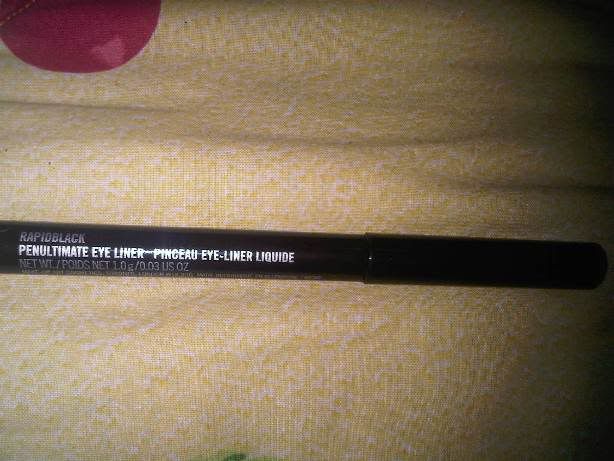 RAPIDBLACK
PENULTIMATE EYE LINER~PINCEAU EYE-LINER LIQUIDE
NET WT. / POIDS NET 1.0 g/0.03 US OZ